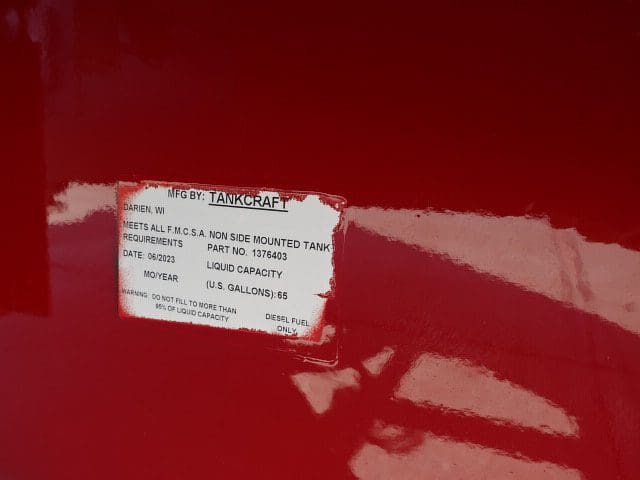 MFG BY: TANKCRAFT
DARIEN, WI
MEETS ALL F.M.C.S.A. NON SIDE MOUNTED TANK
REQUIREMENTS PART NO. 1376403
DATE: 06/2023 LIQUID CAPACITY
MO/YEAR (U.S. GALLONS): 65
WARNING: DO NOT FILL TO MORE THAN
95% OF LIQUID CAPACITY
DIESEL FUEL
ONLY